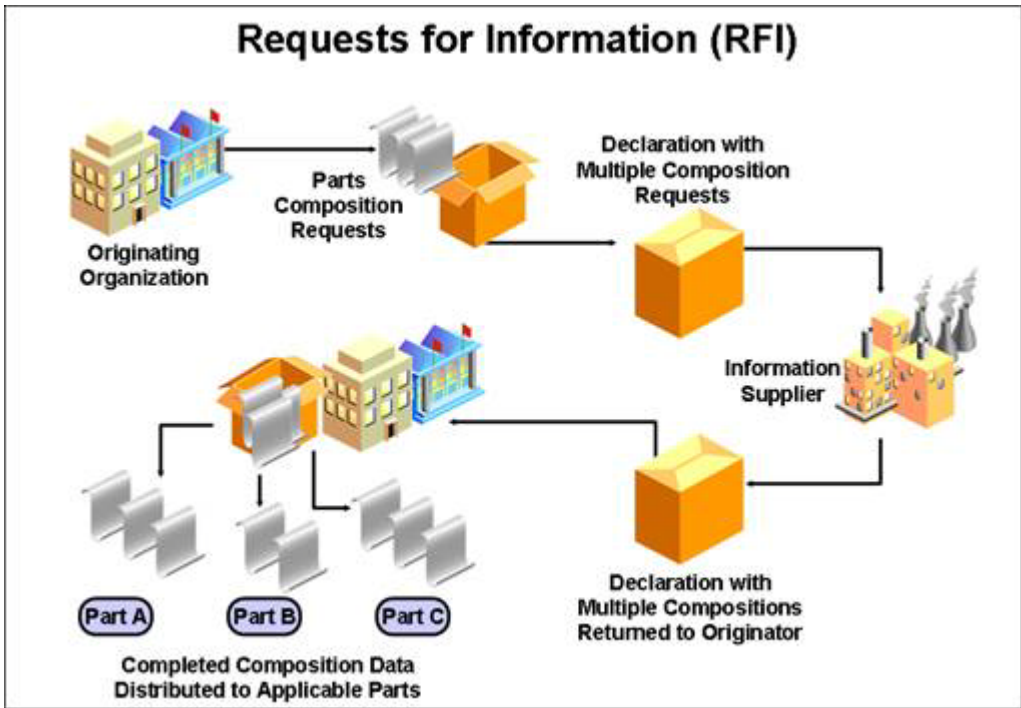 Requests for Information (RFI)
Originating
Organization
Parts
Composition
Requests
Declaration with
Multiple Composition
Requests
Information
Supplier
Declaration with
Multiple Compositions
Returned to Originator
Part A
Part B
Part C
Completed Composition Data
Distributed to Applicable Parts